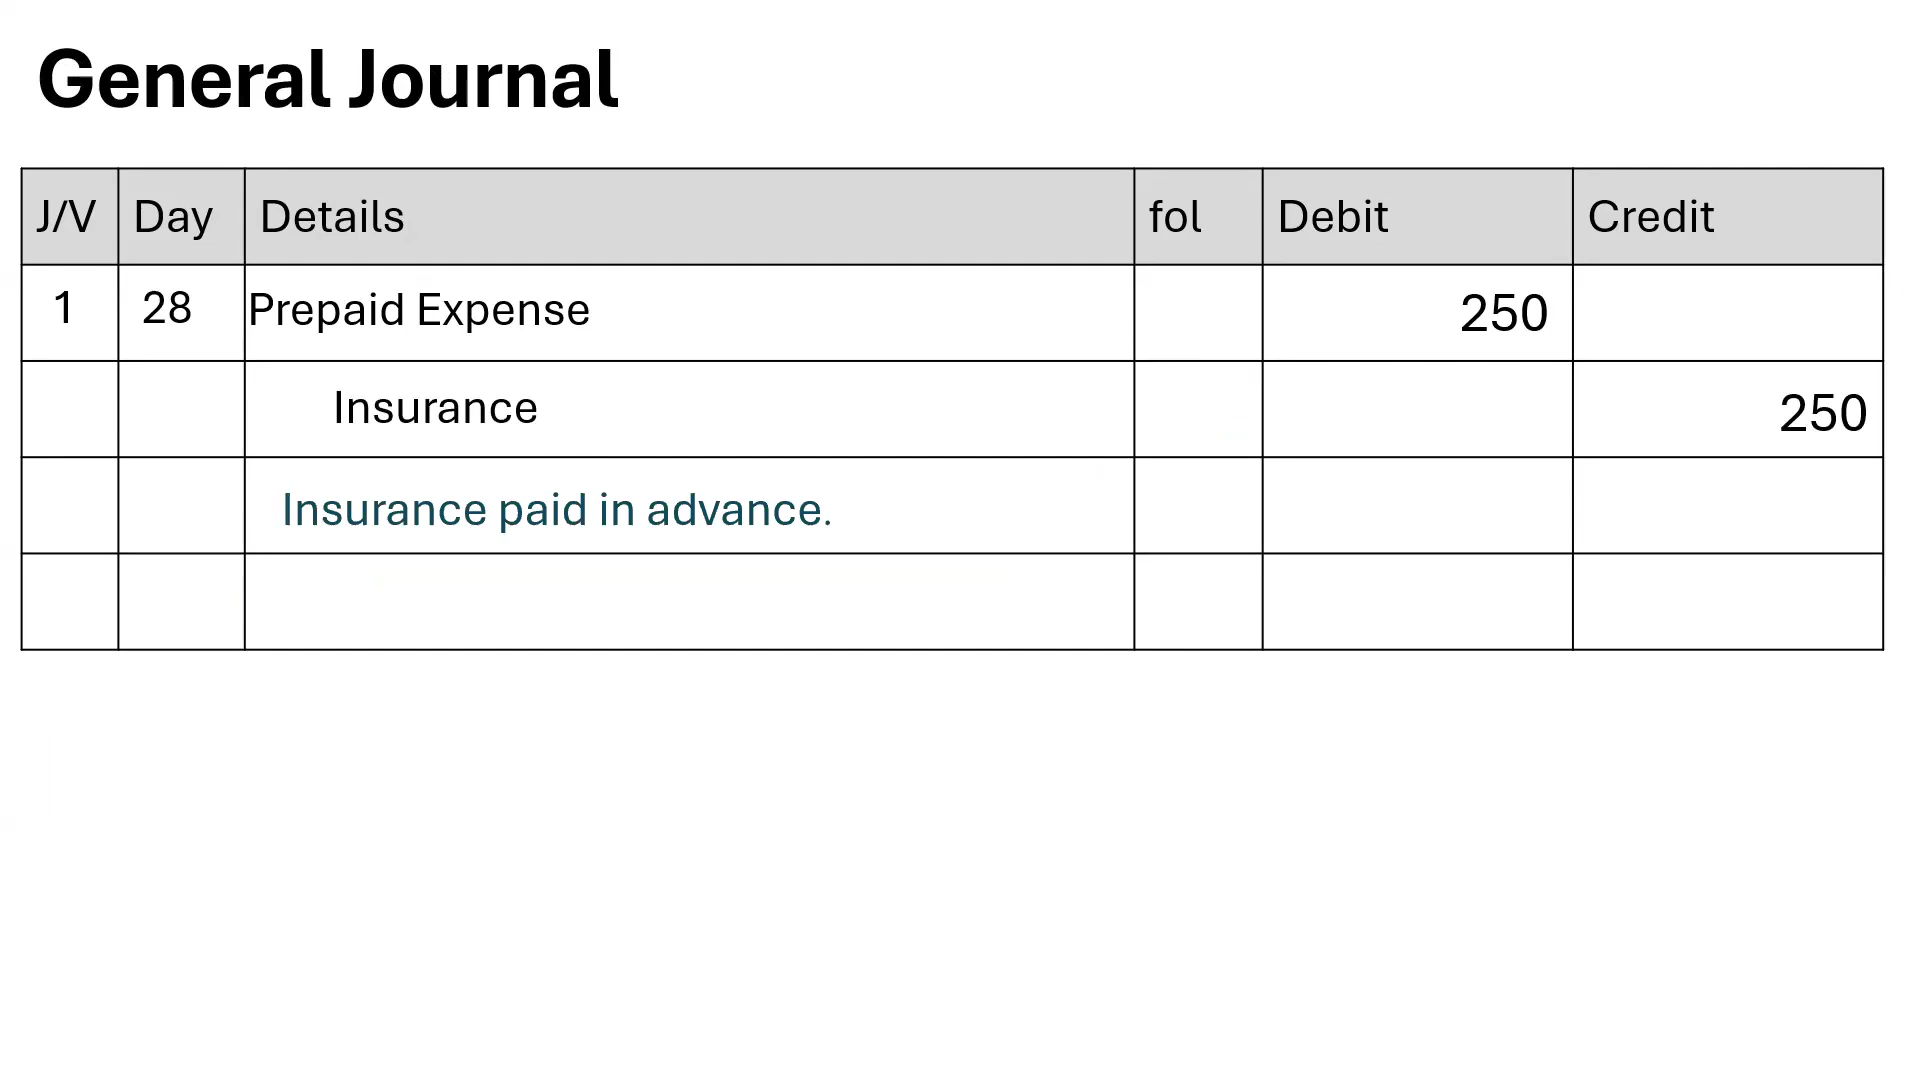 General Journal
J/V Day Details fol Debit Credit
1 28 Prepaid Expense 250
Insurance 250
Insurance paid in advance.